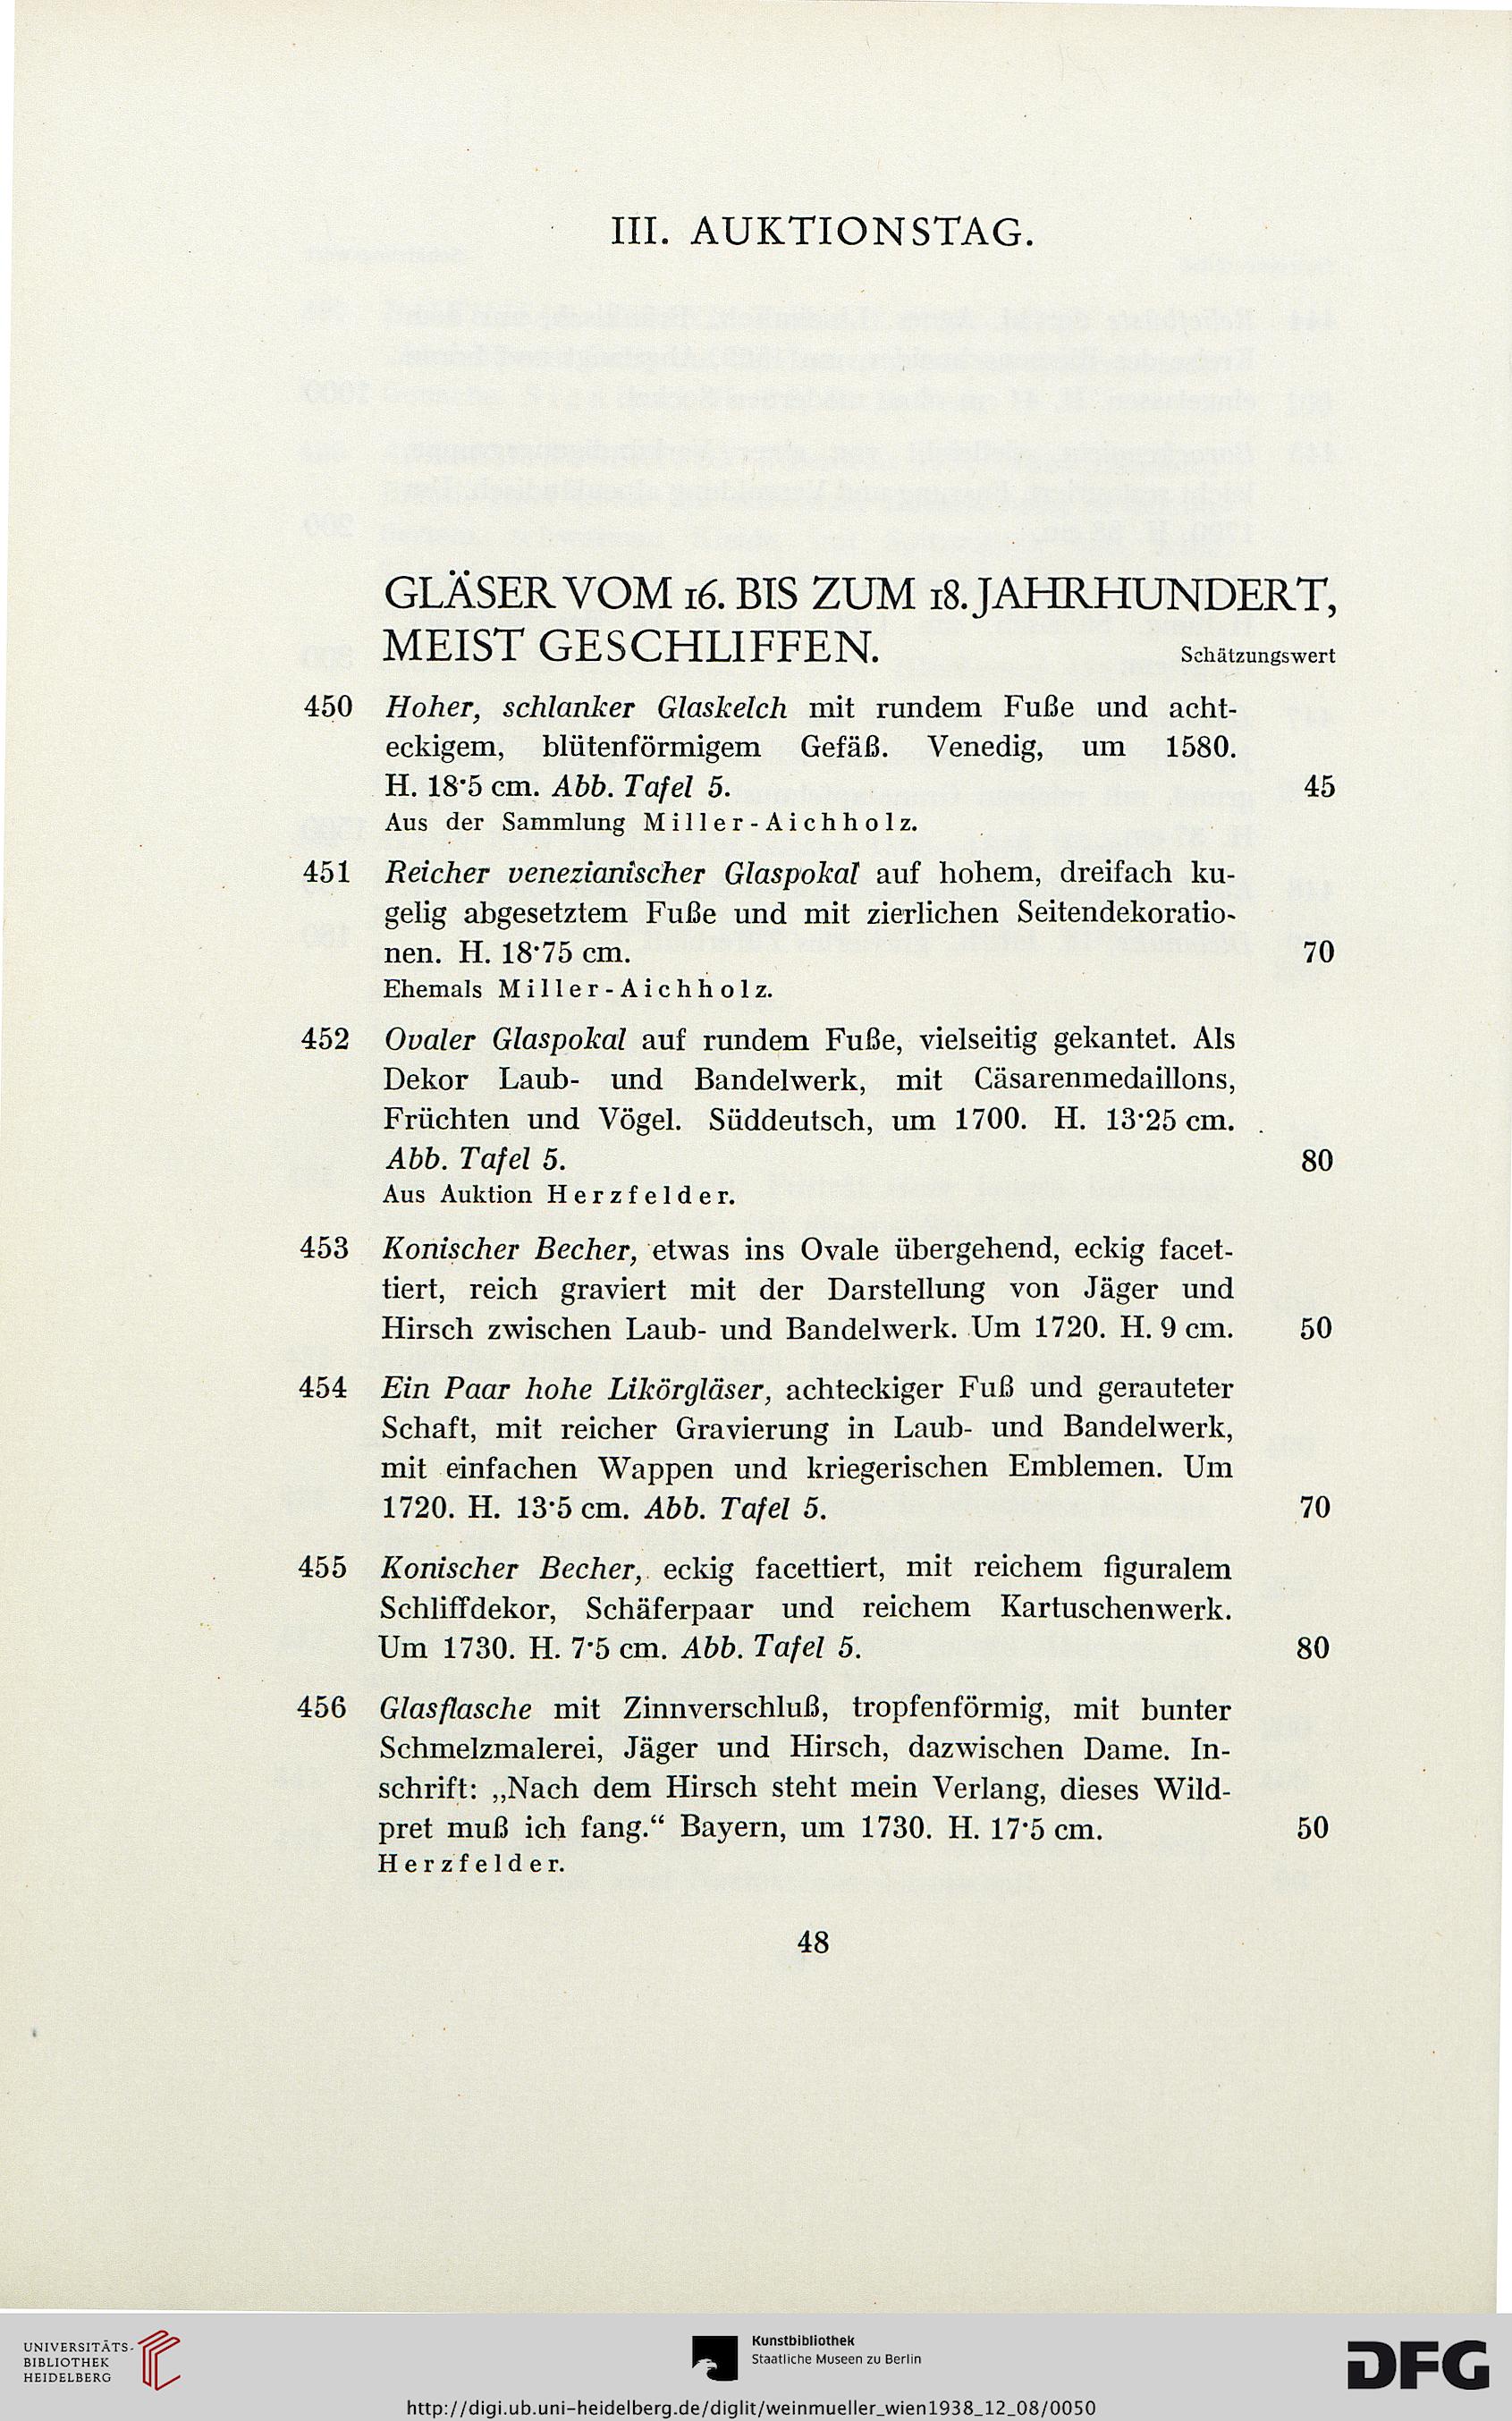 III. AUKTIONSTAG.
GLÄSER VOM 16. BIS ZUM 18. JAHRHUNDERT,
MEIST GESCHLIFFEN.
Schätzungswert
450 Hoher, schlanker Glaskelch mit rundem Fuße und acht-
eckigem, blütenförmigem Gefäß. Venedig, um 1580.
H. 18·5 cm. Abb. Tafel 5. 45
Aus der Sammlung Miller-Aichholz.
451 Reicher venezianischer Glaspokal auf hohem, dreifach ku-
gelig abgesetztem Fuße und mit zierlichen Seitendekoratio-
nen. H. 18·75 cm. 70
Ehemals Miller-Aichholz.
452 Ovaler Glaspokal auf rundem Fuße, vielseitig gekantet. Als
Dekor Laub- und Bandelwerk, mit Cäsarenmedaillons,
Früchten und Vögel. Süddeutsch, um 1700. H. 13·25 cm.
Abb. Tafel 5. 80
Aus Auktion Herzfelder.
453 Konischer Becher, etwas ins Ovale übergehend, eckig facet-
tiert, reich graviert mit der Darstellung von Jäger und
Hirsch zwischen Laub- und Bandelwerk. Um 1720. H. 9 cm. 50
454 Ein Paar hohe Likörgläser, achteckiger Fuß und gerauteter
Schaft, mit reicher Gravierung in Laub- und Bandelwerk,
mit einfachen Wappen und kriegerischen Emblemen. Um
1720. H. 13·5 cm. Abb. Tafel 5. 70
455 Konischer Becher, eckig facettiert, mit reichem figuralem
Schliffdekor, Schäferpaar und reichem Kartuschenwerk.
Um 1730. H. 7·5 cm. Abb. Tafel 5. 80
456 Glasflasche mit Zinnverschluß, tropfenförmig, mit bunter
Schmelzmalerei, Jäger und Hirsch, dazwischen Dame. In-
schrift: „Nach dem Hirsch steht mein Verlang, dieses Wild-
pret muß ich fang.“ Bayern, um 1730. H. 17·5 cm. 50
Herzfelder.
48
UNIVERSITÄTS-
BIBLIOTHEK
HEIDELBERG
Kunstbibliothek
Staatliche Museen zu Berlin
DFG
http://digi.ub.uni-heidelberg.de/diglit/weinmueller_wien1938_12_08/0050